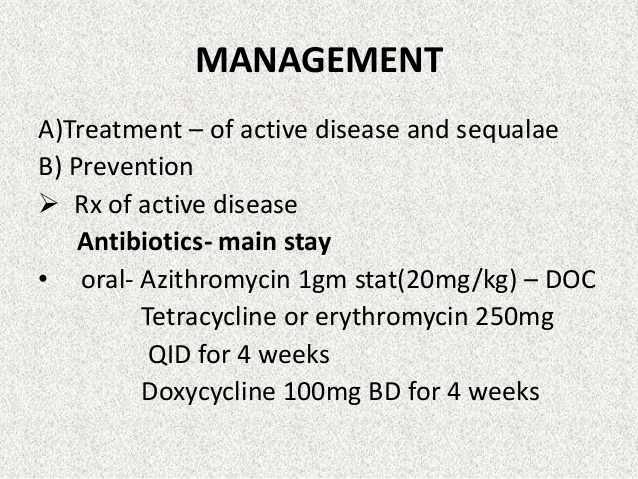 MANAGEMENT
A)Treatment – of active disease and sequalae
B) Prevention
➢ Rx of active disease
Antibiotics- main stay
• oral- Azithromycin 1gm stat(20mg/kg) – DOC
Tetracycline or erythromycin 250mg
QID for 4 weeks
Doxycycline 100mg BD for 4 weeks